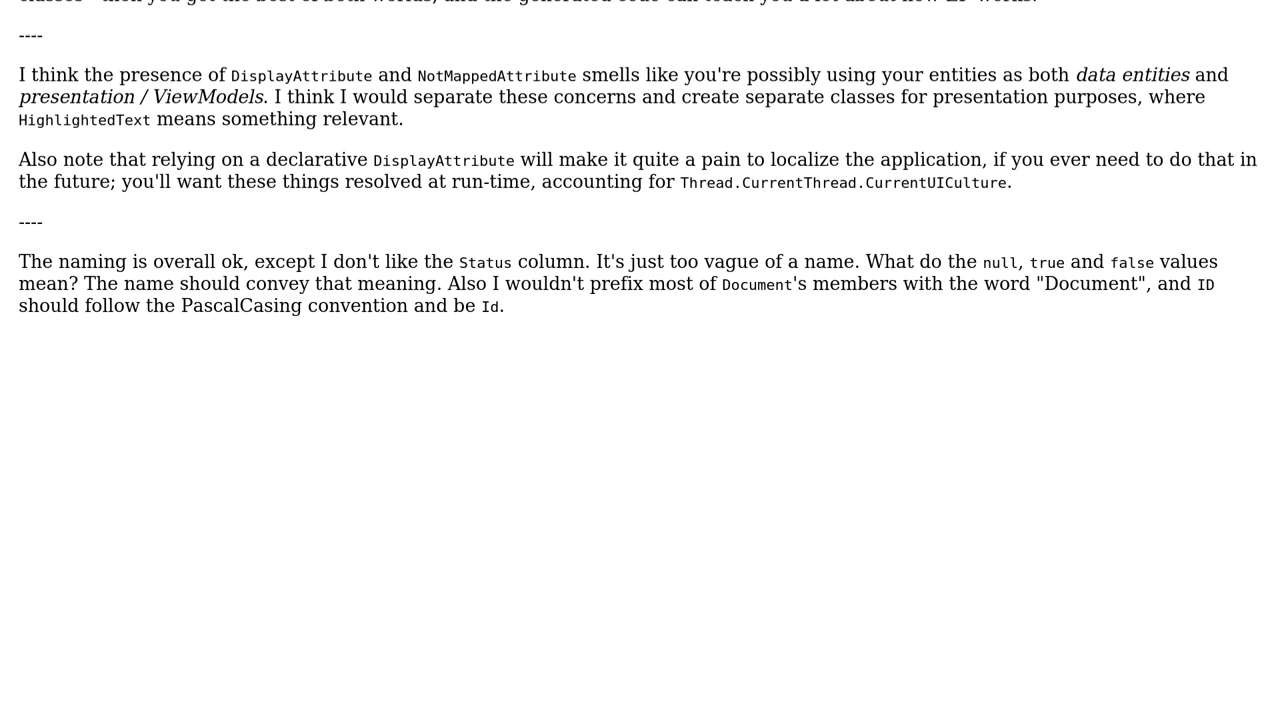 ----
I think the presence of DisplayAttribute and NotMappedAttribute smells like you're possibly using your entities as both data entities and
presentation / ViewModels. I think I would separate these concerns and create separate classes for presentation purposes, where
HighlightedText means something relevant.
Also note that relying on a declarative DisplayAttribute will make it quite a pain to localize the application, if you ever need to do that in
the future; you'll want these things resolved at run-time, accounting for Thread.CurrentThread.CurrentUICulture.
----
The naming is overall ok, except I don't like the Status column. It's just too vague of a name. What do the null, true and false values
mean? The name should convey that meaning. Also I wouldn't prefix most of Document's members with the word "Document", and ID
should follow the PascalCasing convention and be Id.